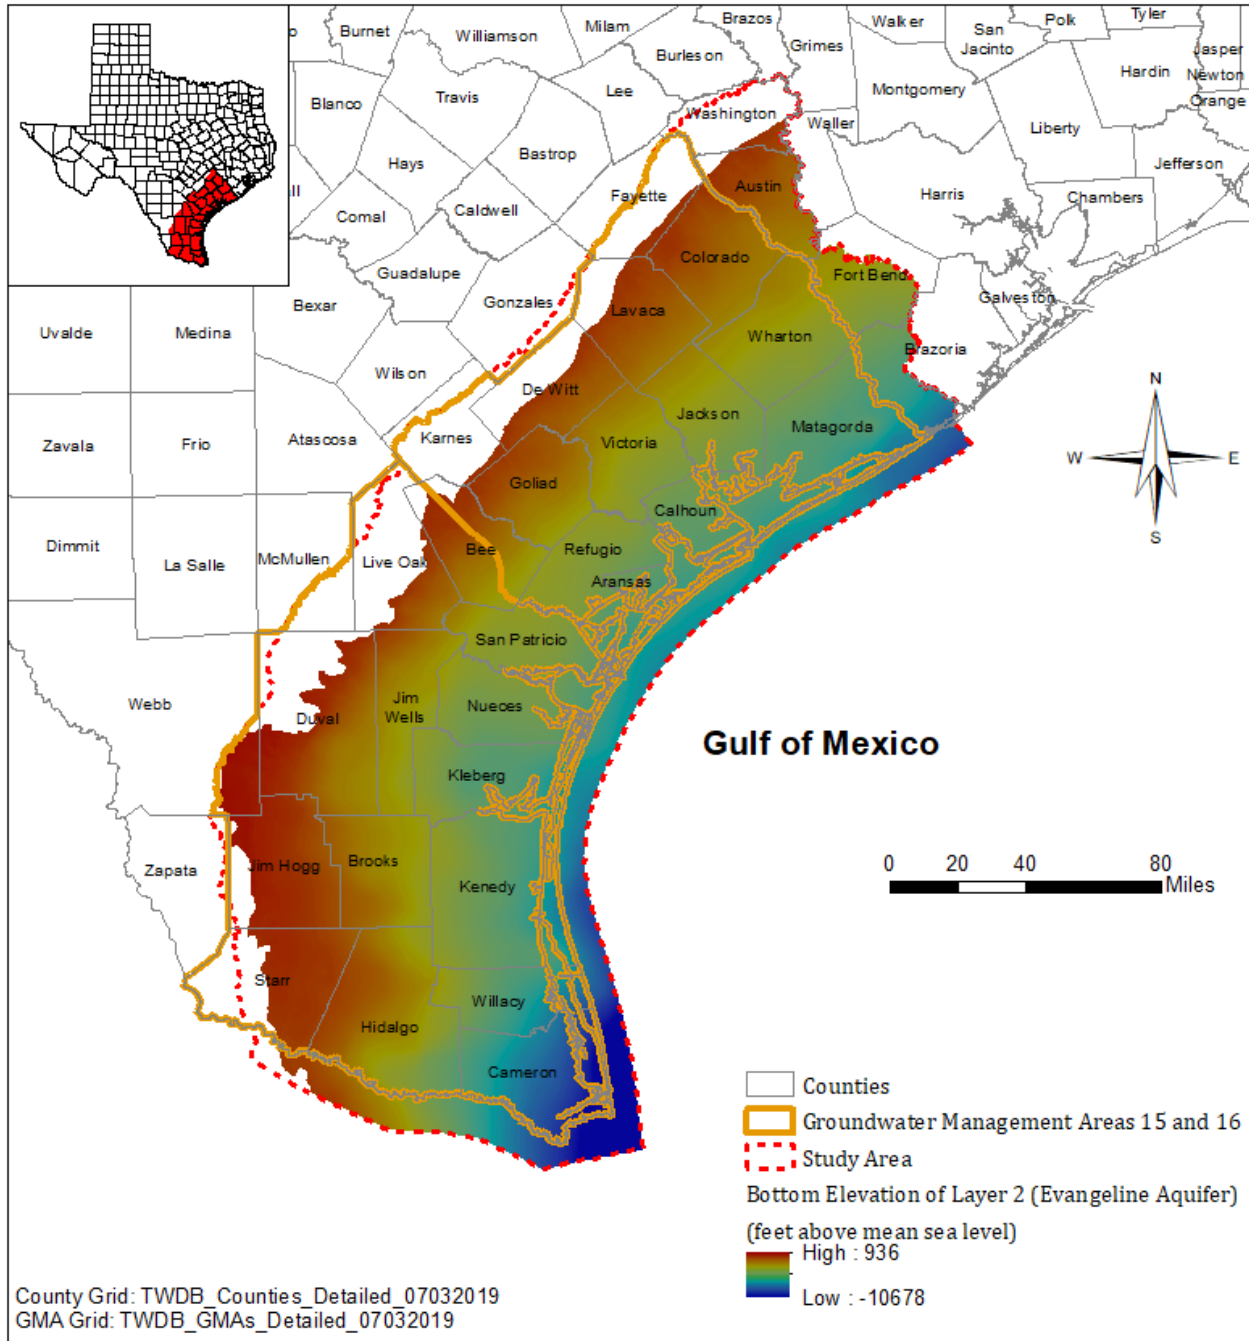 Burnet
Williamson
Milam
Brazos
Grimes
Walker
San
Jacinto
Polk
Tyler
Jasper
Newton
Orange
Hardin
Burleson
Montgomery
Blanco
Travis
Lee
Washington
Waller
Liberty
Jefferson
Hays
Bastrop
Austin
Harris
Chambers
Comal
Caldwell
Fayette
Guadalupe
Colorado
Fort Bend
Galveston
Bexar
Gonzales
Lavaca
Uvalde
Medina
Wharton
Brazoria
Wilson
De Witt
Jackson
Matagorda
Zavala
Frio
Atascosa
Karnes
Victoria
Goliad
Calhoun
Dimmit
La Salle
McMullen
Live Oak
Bee
Refugio
Aransas
San Patricio
Webb
Duval
Jim
Wells
Nueces
Kleberg
Zapata
Jim Hogg
Brooks
Kenedy
Starr
Willacy
Hidalgo
Cameron
Gulf of Mexico
N
W
E
S
0 20 40 80
Miles
Counties
Groundwater Management Areas 15 and 16
Study Area
Bottom Elevation of Layer 2 (Evangeline Aquifer)
(feet above mean sea level)
High : 936
Low : -10678
County Grid: TWDB_Counties_Detailed_07032019
GMA Grid: TWDB_GMAs_Detailed_07032019